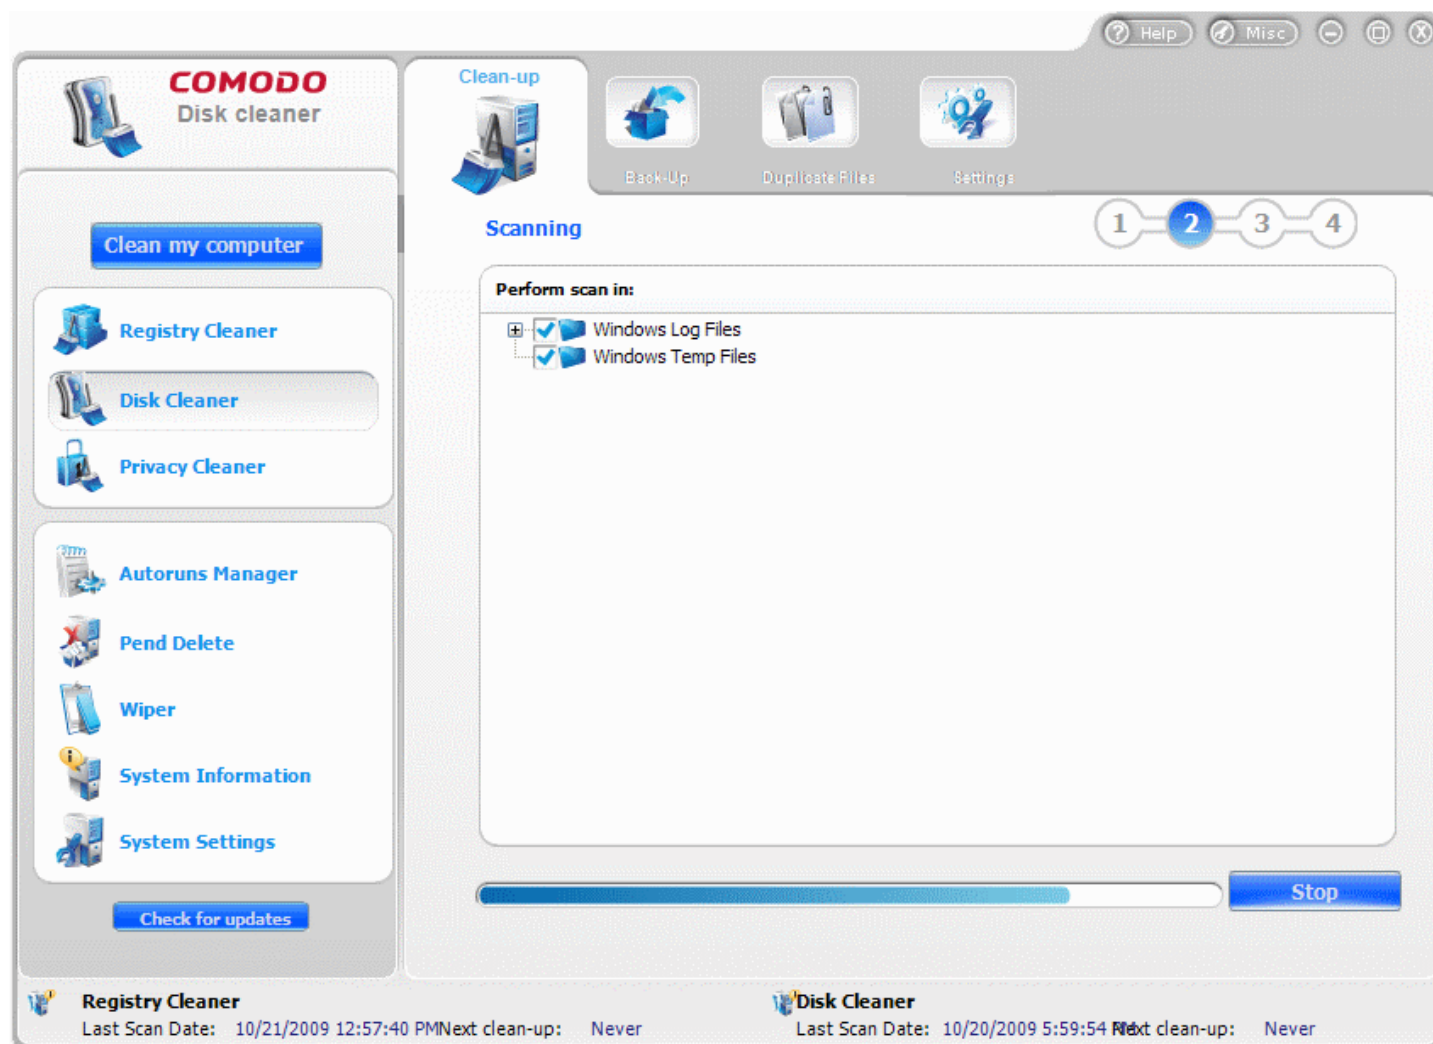 Help Misc
COMODO
Disk cleaner
Clean-up
Back-Up Duplicate Files Settings
Clean my computer
Registry Cleaner
Disk Cleaner
Privacy Cleaner
Autoruns Manager
Pend Delete
Wiper
System Information
System Settings
Check for updates
Scanning
1 2 3 4
Perform scan in:
Windows Log Files
Windows Temp Files
Stop
Registry Cleaner
Last Scan Date: 10/21/2009 12:57:40 PM Next clean-up: Never
Disk Cleaner
Last Scan Date: 10/20/2009 5:59:54 Next clean-up: Never